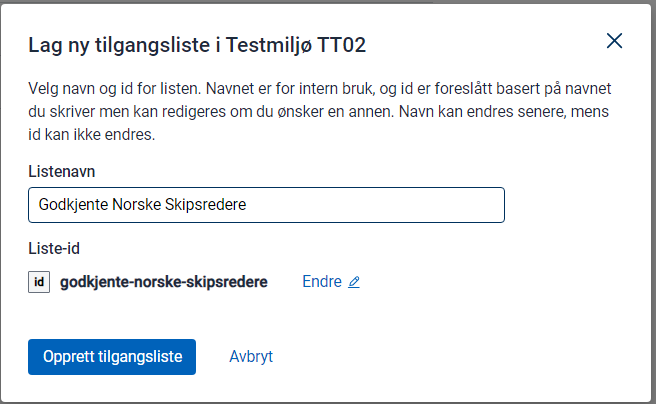 Lag ny tilgangsliste i Testmiljø TT02
Velg navn og id for listen. Navnet er for intern bruk, og id er foreslått basert på navnet
du skriver men kan redigeres om du ønsker en annen. Navn kan endres senere, mens
id kan ikke endres.
Listenavn
Godkjente Norske Skipsredere
Liste-id
id godkjente-norske-skipsredere Endre
Opprett tilgangsliste Avbryt